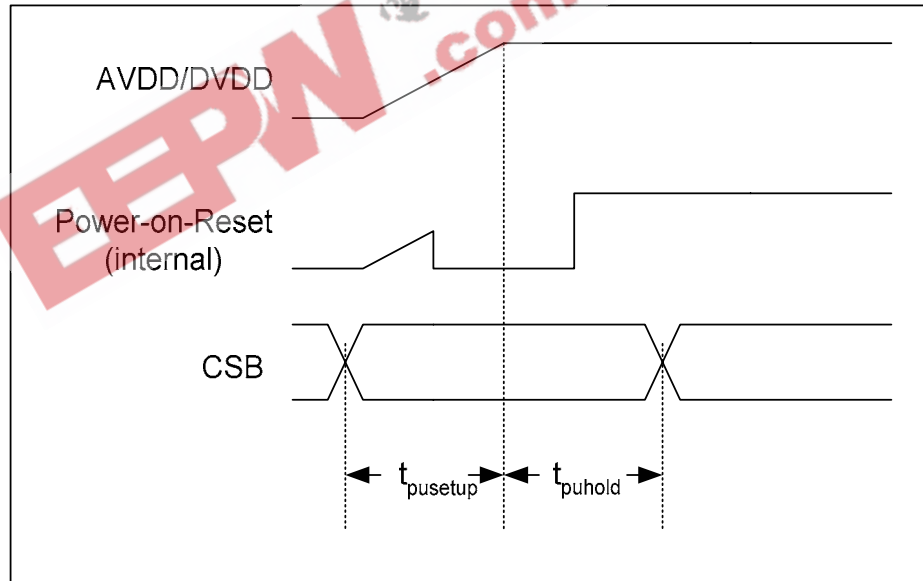 EEPW.com
AVDD/DVDD
Power-on-Reset
(internal)
CSB
tpusetup
tpuhold